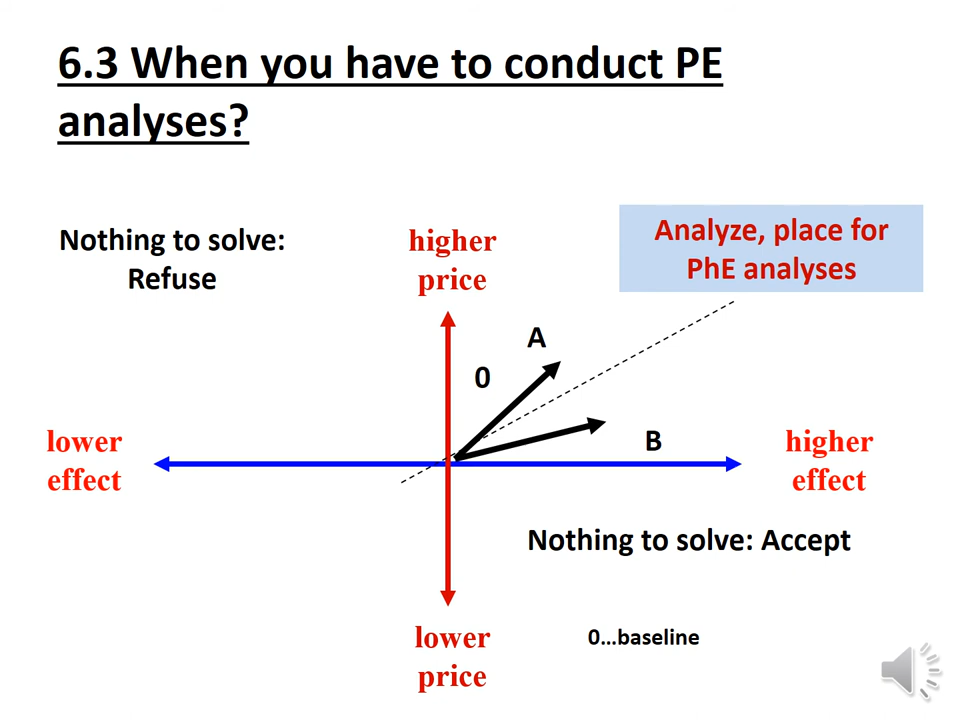 6.3 When you have to conduct PE
analyses?
Nothing to solve:
Refuse
higher
price
Analyze, place for
PhE analyses
A
0
lower
effect
B
higher
effect
Nothing to solve: Accept
lower
price
0…baseline